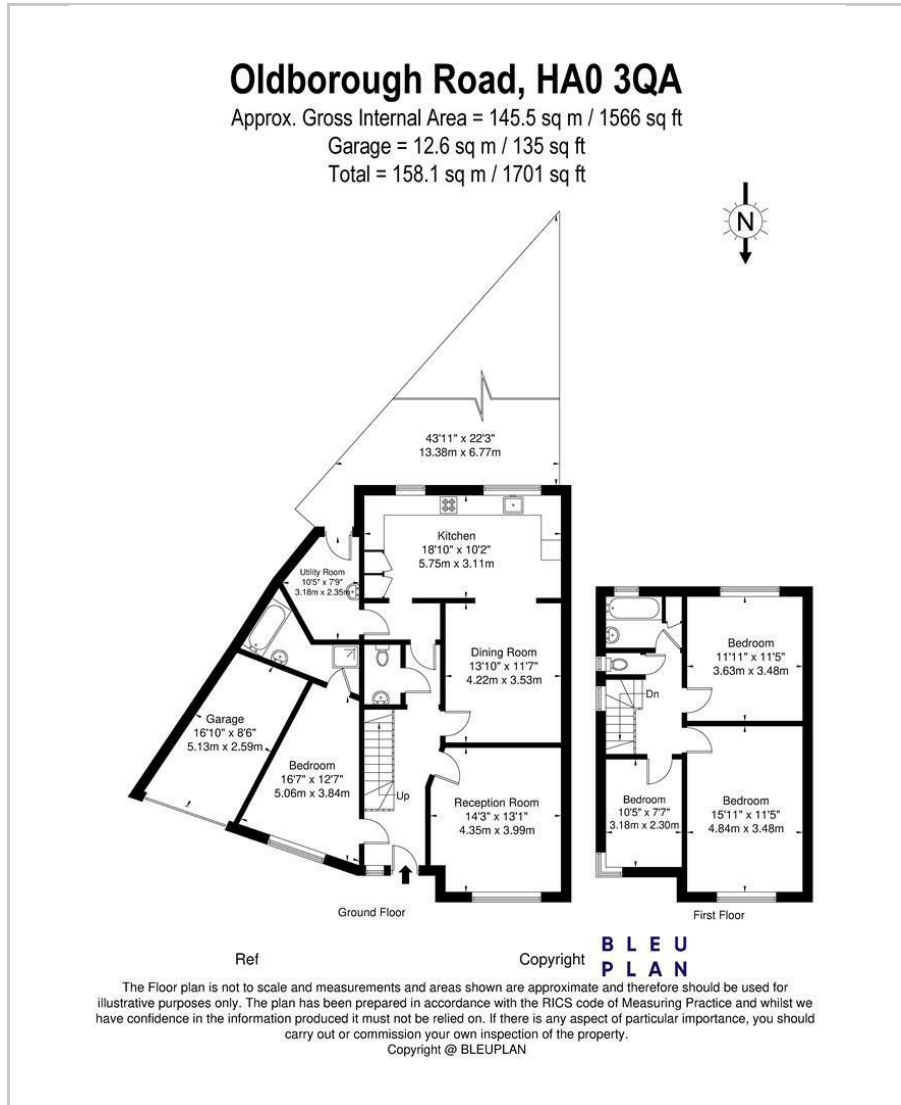 Oldborough Road, HA0 3QA
Approx. Gross Internal Area = 145.5 sq m / 1566 sq ft
Garage = 12.6 sq m / 135 sq ft
Total = 158.1 sq m / 1701 sq ft
N
43'11" x 22'3"
13.38m x 6.77m
Kitchen
18'10" x 10'2"
5.75m x 3.11m
Utility Room
10'5" x 7'9"
3.18m x 2.35m
Dining Room
13'10" x 11'7"
4.22m x 3.53m
Garage
16'10" x 8'6"
5.13m x 2.59m
Bedroom
16'7" x 12'7"
5.06m x 3.84m
Up
Reception Room
14'3" x 13'1"
4.35m x 3.99m
Ground Floor
Bedroom
11'11" x 11'5"
3.63m x 3.48m
Dn
Bedroom
10'5" x 7'7"
3.18m x 2.30m
Bedroom
15'11" x 11'5"
4.84m x 3.48m
First Floor
Ref
Copyright
BLEU
PLAN
The Floor plan is not to scale and measurements and areas shown are approximate and therefore should be used for
illustrative purposes only. The plan has been prepared in accordance with the RICS code of Measuring Practice and whilst we
have confidence in the information produced it must not be relied on. If there is any aspect of particular importance, you should
carry out or commission your own inspection of the property.
Copyright @ BLEUPLAN